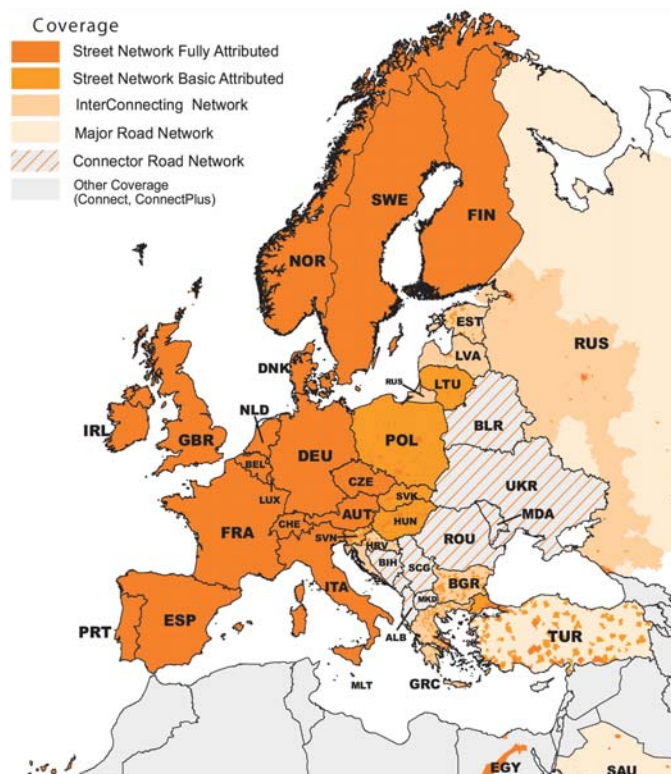 Coverage
Street Network Fully Attributed
Street Network Basic Attributed
InterConnecting Network
Major Road Network
Connector Road Network
Other Coverage
(Connect, ConnectPlus)
SWE
FIN
NOR
EST
RUS
LVA
DNK
RUS
LTU
NLD
BLR
IRL
GBR
DEU
POL
BEL
CZE
UKR
LUX
SVK
MDA
AUT
HUN
FRA
CHE
SVN
HRV
ROU
BIH
SCG
BGR
ITA
MKD
ESP
PRT
TUR
ALB
MLT
GRC
EGY
SAU